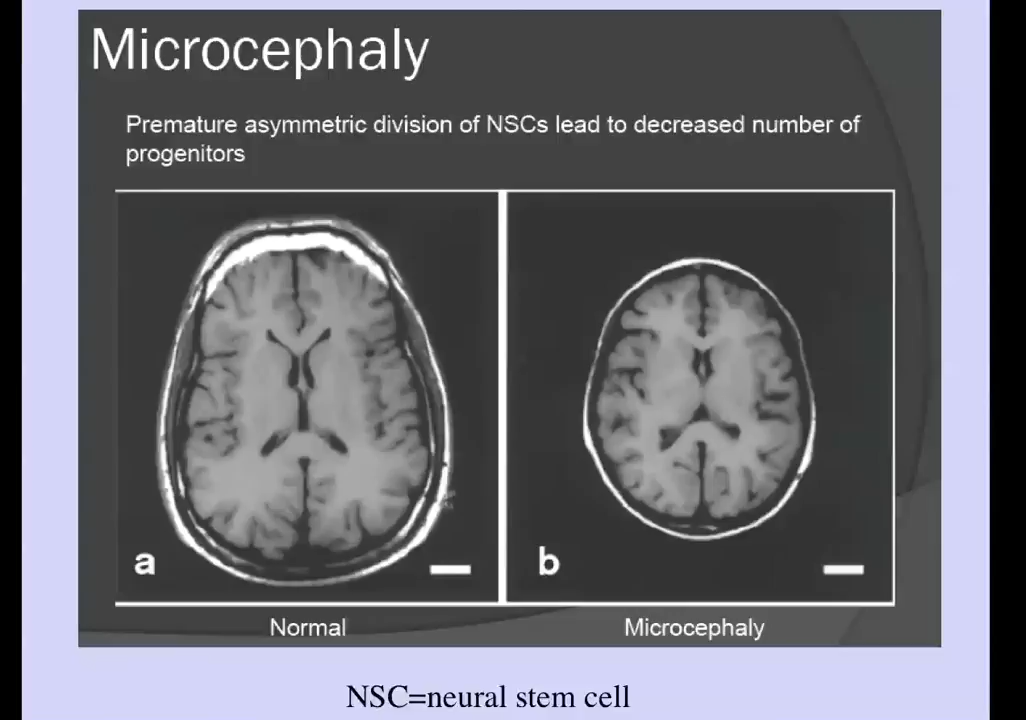 Microcephaly
Premature asymmetric division of NSCs lead to decreased number of
progenitors
a
b
Normal
Microcephaly
NSC=neural stem cell